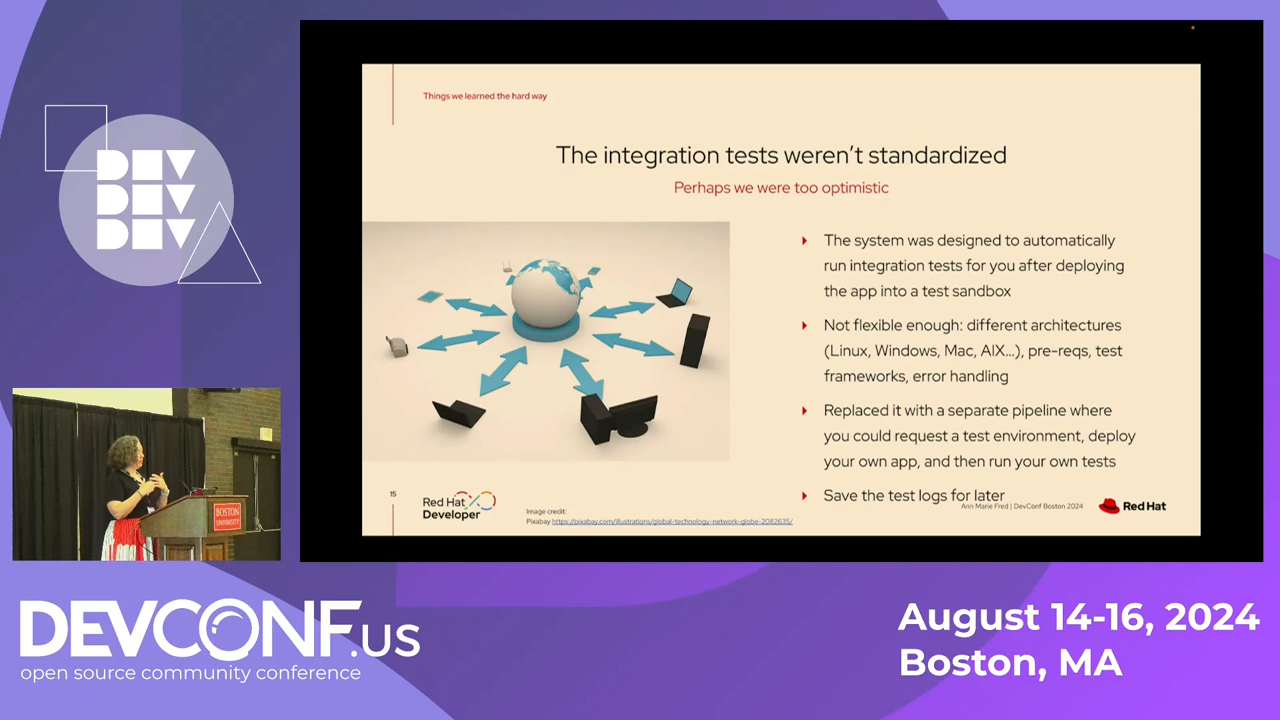 Things we learned the hard way
The integration tests weren't standardized
Perhaps we were too optimistic
The system was designed to automatically
run integration tests for you after deploying
the app into a test sandbox
Not flexible enough: different architectures
(Linux, Windows, Mac, AIX...), pre-reqs, test
frameworks, error handling
Replaced it with a separate pipeline where
you could request a test environment, deploy
your own app, and then run your own tests
Save the test logs for later
15
Red Hat
Developer
Image credit:
Pixabay https://pixabay.com/illustrations/global-technology-network-globe-2082635/
Ann Marie Fred | DevConf Boston 2024
Red Hat
DEV
DEV
DEV
BOSTON
UNIVERSITY
DEVCONF.US
open source community conference
August 14-16, 2024
Boston, MA